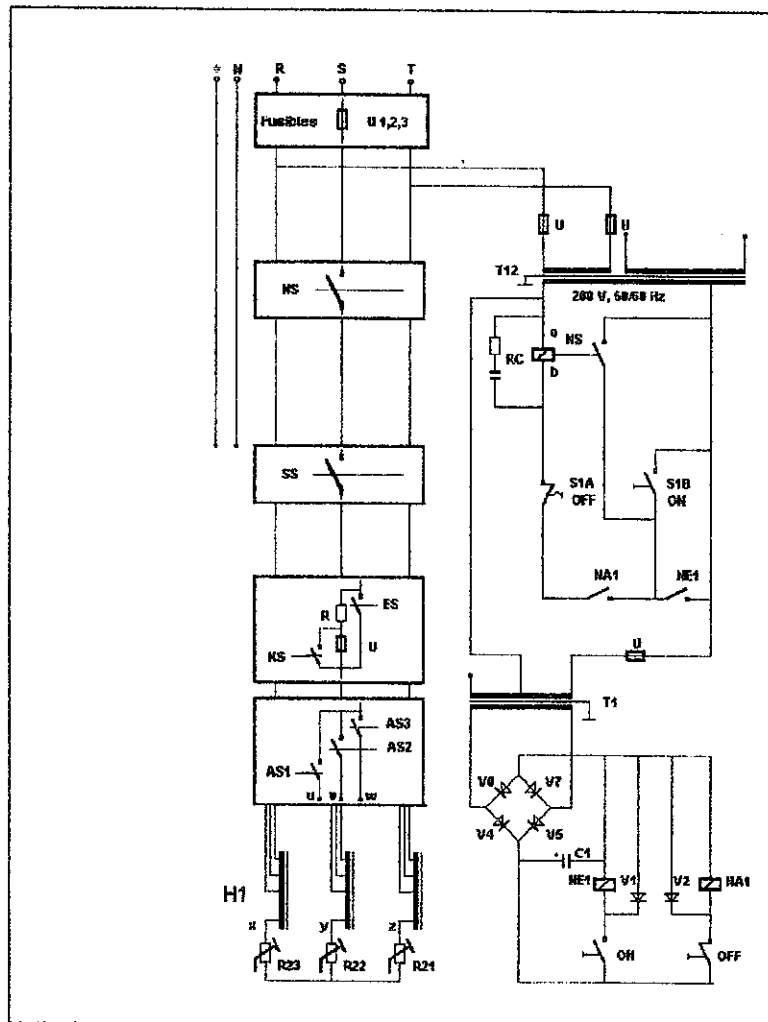 N R S T
Fusibles U 1,2,3
U U
T12
200 V, 50/60 Hz
NS
a
RC NS
b
SS
S1A S1B
OFF ON
NA1 NE1
ES
R
KS U
U
T1
AS3
AS2
AS1
u v w
V6 V7
V4 V5
C1
NE1 V1 V2 NA1
H1
x y z
R23 R22 R21
ON OFF